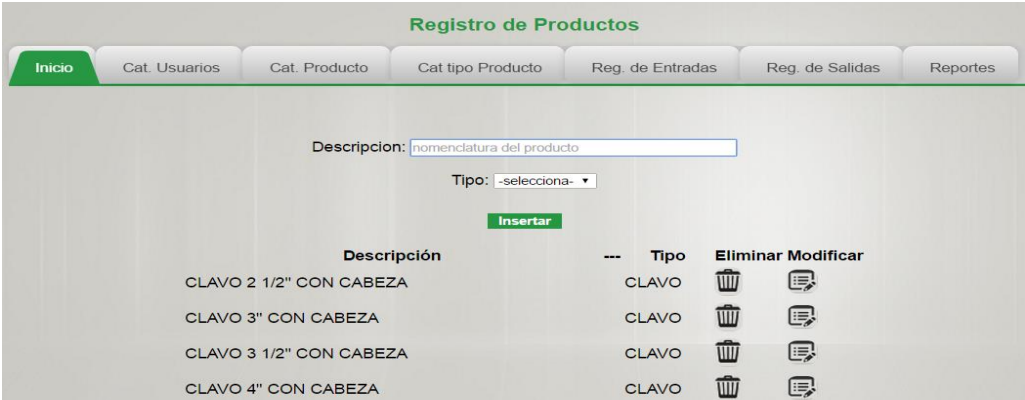 Registro de Productos
Inicio Cat. Usuarios Cat. Producto Cat tipo Producto Reg. de Entradas Reg. de Salidas Reportes
Descripcion: nomenclatura del producto
Tipo: -selecciona-
Insertar
Descripción --- Tipo Eliminar Modificar
CLAVO 2 1/2" CON CABEZA CLAVO
CLAVO 3" CON CABEZA CLAVO
CLAVO 3 1/2" CON CABEZA CLAVO
CLAVO 4" CON CABEZA CLAVO